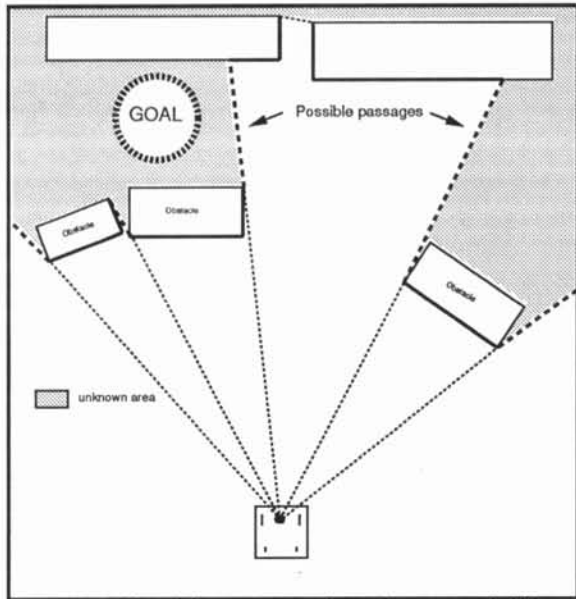 GOAL
Possible passages
Obstacle
Obstacle
Obstacle
unknown area